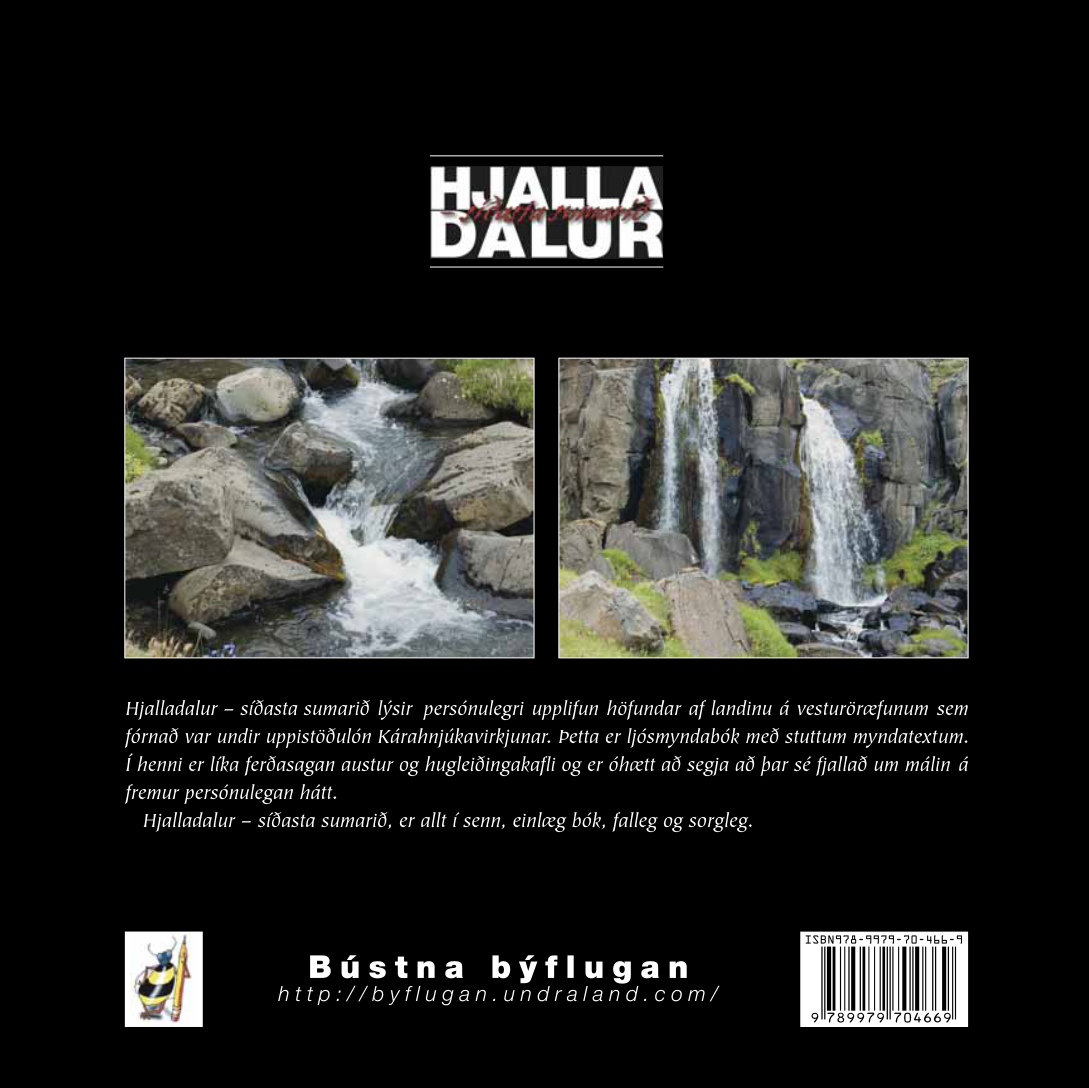 HJALLA
– síðasta sumarið
DALUR
Hjalladalur – síðasta sumarið lýsir persónulegri upplifun höfundar af landinu á vesturöræfunum sem
fórnað var undir uppistöðulón Kárahnjúkavirkjunar. Þetta er ljósmyndabók með stuttum myndatextum.
Í henni er líka ferðasagan austur og hugleiðingakafli og er óhætt að segja að þar sé fjallað um málin á
fremur persónulegan hátt.
Hjalladalur – síðasta sumarið, er allt í senn, einlæg bók, falleg og sorgleg.
Bústna býflugan
http://byflugan.undraland.com/
ISBN978-9979-70-466-9
9 789979 704669